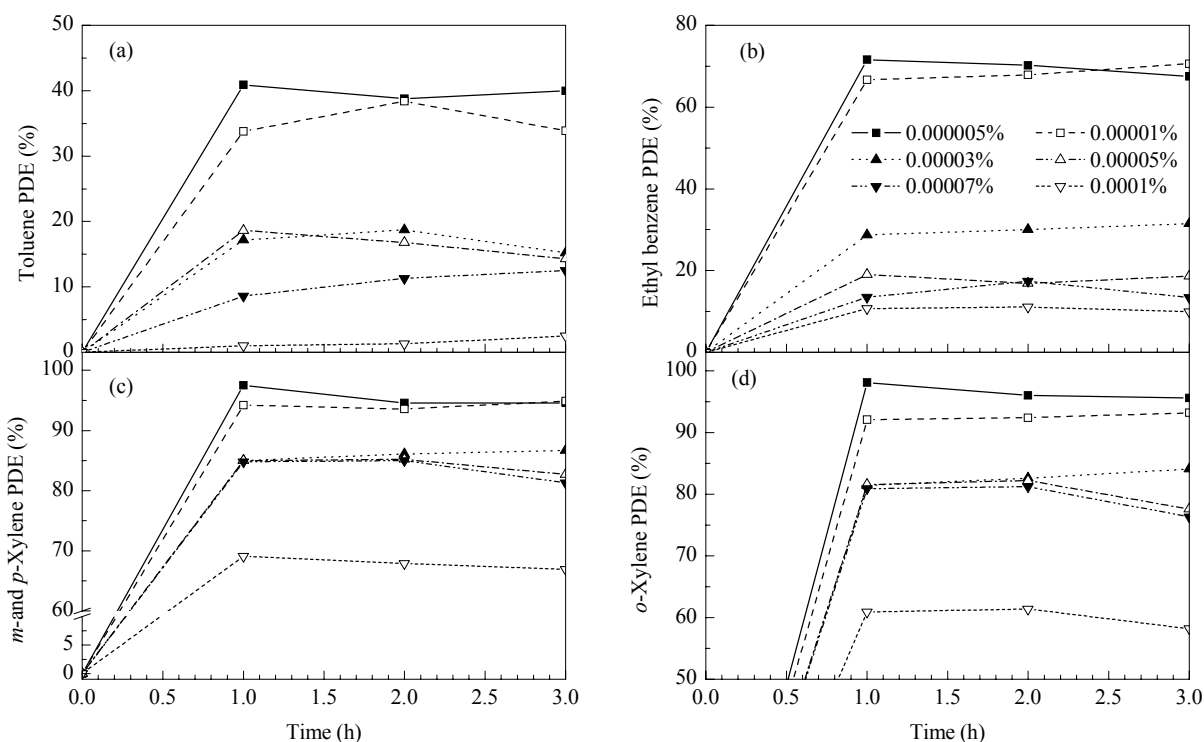 50
40
30
20
10
0
Toluene PDE (%)
(a)
80
60
40
20
0
Ethyl benzene PDE (%)
(b)
0.000005%
0.00001%
0.00003%
0.00005%
0.00007%
0.0001%
100
90
80
70
60
5
0
m-and p-Xylene PDE (%)
(c)
0.0 0.5 1.0 1.5 2.0 2.5 3.0
Time (h)
100
90
80
70
60
50
o-Xylene PDE (%)
(d)
0.0 0.5 1.0 1.5 2.0 2.5 3.0
Time (h)